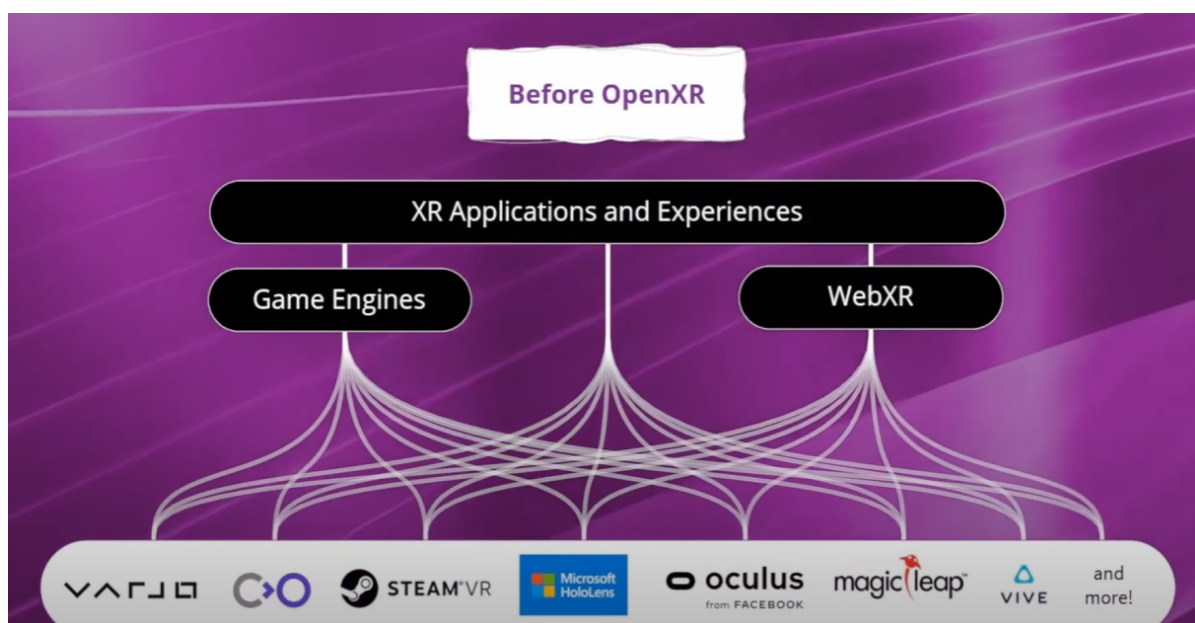 Before OpenXR
XR Applications and Experiences
Game Engines
WebXR
VARJO
STEAM®VR
Microsoft
HoloLens
oculus
from FACEBOOK
magic leap™
VIVE
and
more!